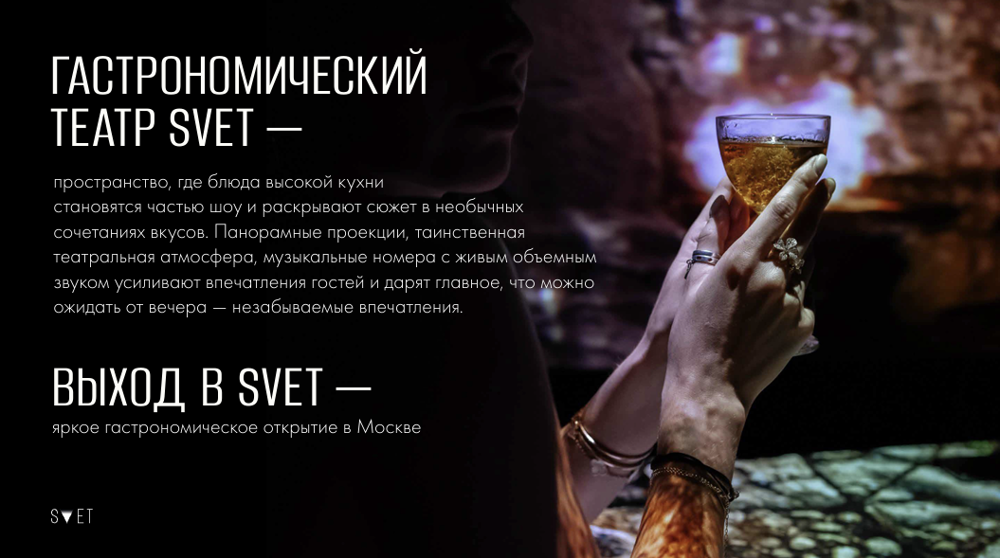 ГАСТРОНОМИЧЕСКИЙ
ТЕАТР SVET —
пространство, где блюда высокой кухни
становятся частью шоу и раскрывают сюжет в необычных
сочетаниях вкусов. Панорамные проекции, таинственная
театральная атмосфера, музыкальные номера с живым объемным
звуком усиливают впечатления гостей и дарят главное, что можно
ожидать от вечера — незабываемые впечатления.
ВЫХОД В SVET —
яркое гастрономическое открытие в Москве
SVET